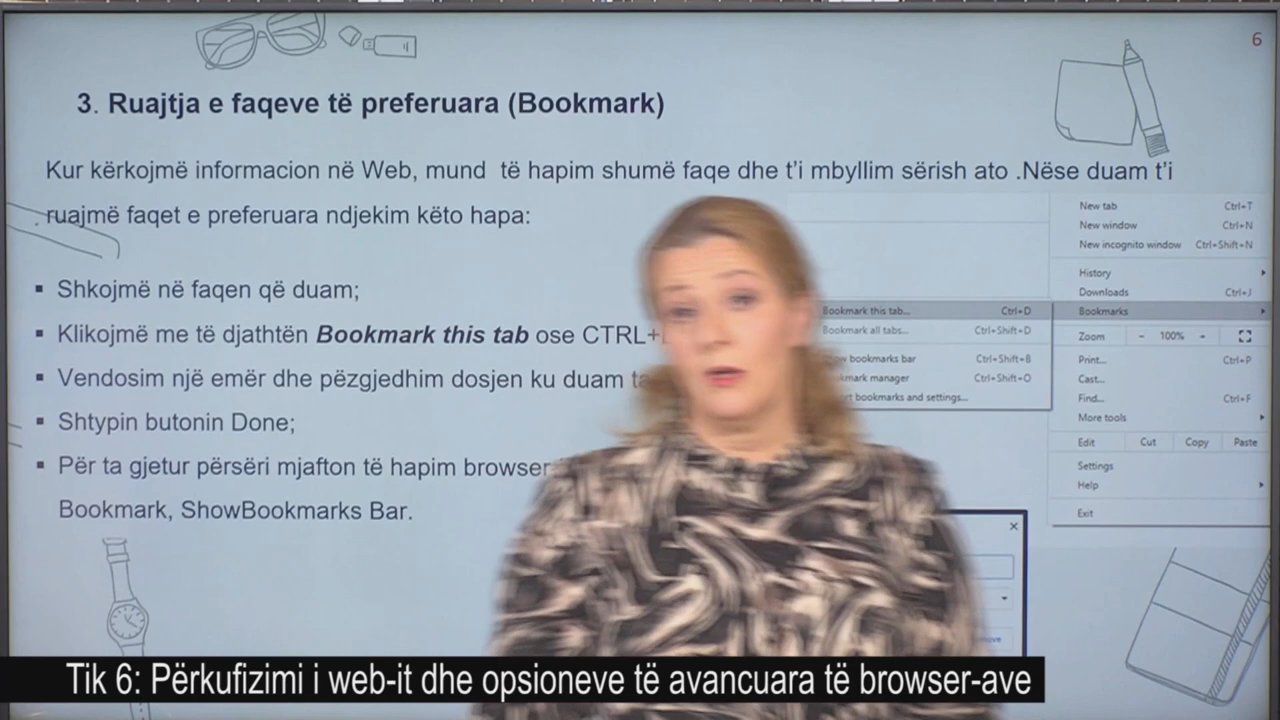 6
3. Ruajtja e faqeve të preferuara (Bookmark)
Kur kërkojmë informacion në Web, mund të hapim shumë faqe dhe t'i mbyllim sërish ato .Nëse duam t'i
ruajmë faqet e preferuara ndjekim këto hapa:
Shkojmë në faqen që duam;
Klikojmë me të djathtën Bookmark this tab ose CTRL+
Vendosim një emër dhe pëzgjedhim dosjen ku duam
Shtypin butonin Done;
Për ta gjetur përsëri mjafton të hapim browser
Bookmark, ShowBookmarks Bar.
New tab Ctrl+T
New window Ctrl+N
New incognito window Ctrl+Shift+N
History
Downloads Ctrl+J
Bookmarks
Zoom - 100% +
Print... Ctrl+P
Cast...
Find... Ctrl+F
More tools
Edit Cut Copy Paste
Settings
Help
Exit
Bookmark this tab... Ctrl+D
Bookmark all tabs... Ctrl+Shift+D
bookmarks bar Ctrl+Shift+B
manager Ctrl+Shift+O
bookmarks and settings...
Tik 6: Përkufizimi i web-it dhe opsioneve të avancuara të browser-ave